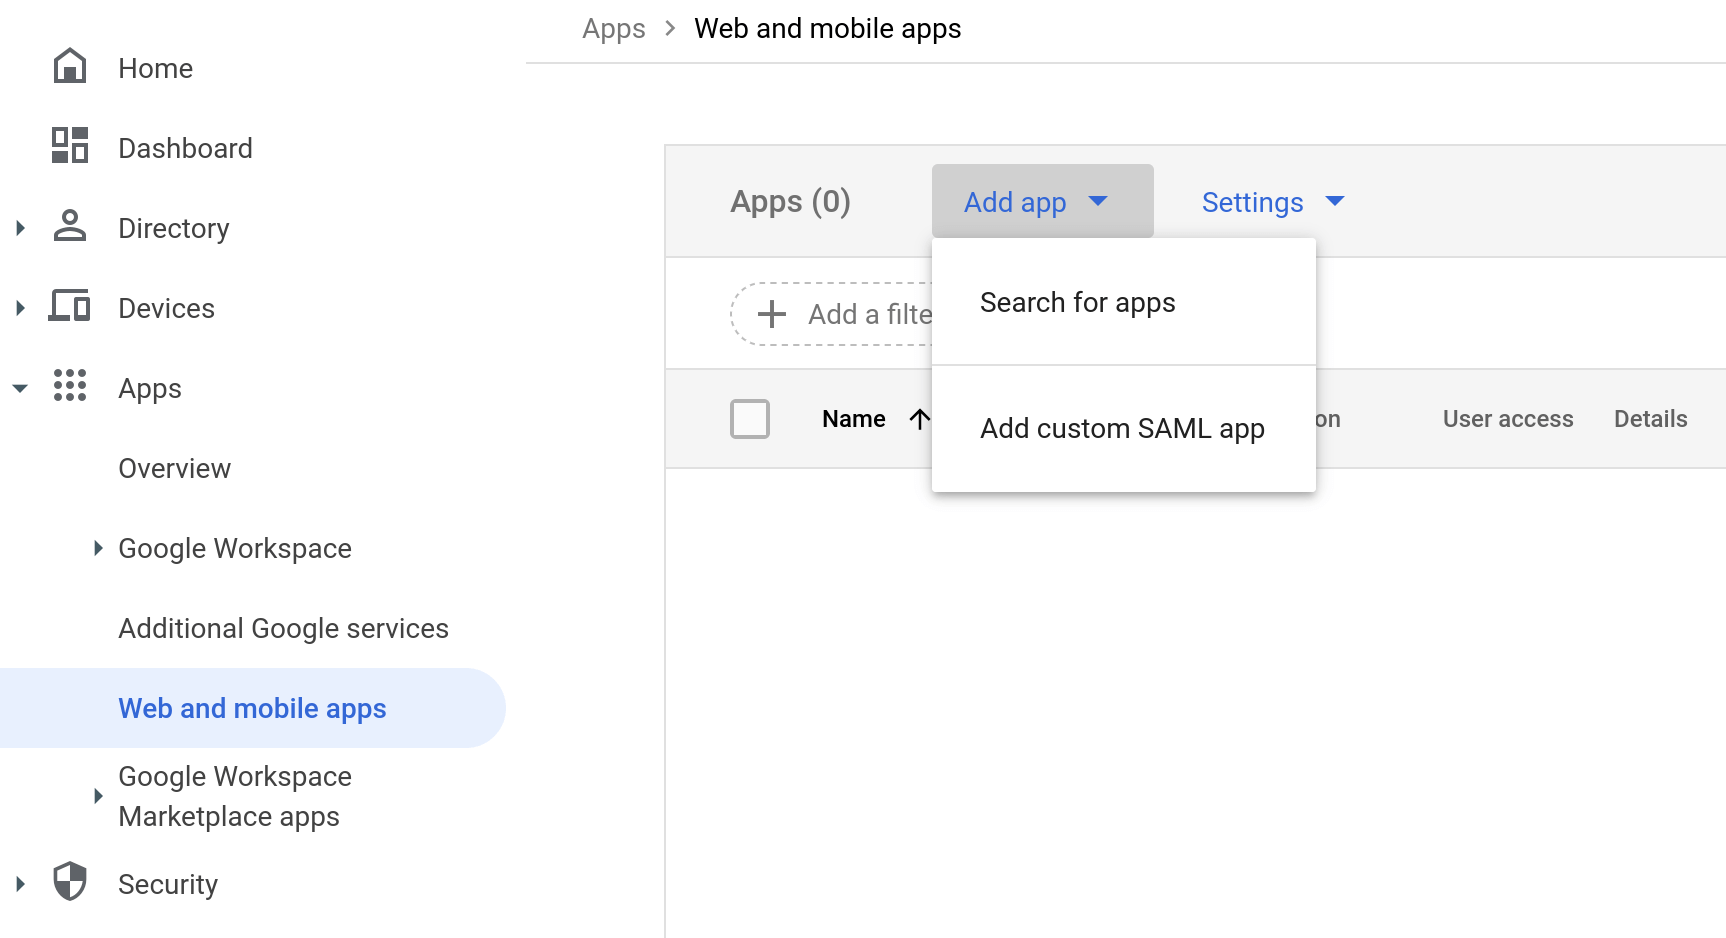 Apps > Web and mobile apps
Home
Dashboard
Directory
Devices
Apps
Overview
Google Workspace
Additional Google services
Web and mobile apps
Google Workspace
Marketplace apps
Security
Apps (0) Add app Settings
Add a filte
Search for apps
Add custom SAML app
Name on User access Details